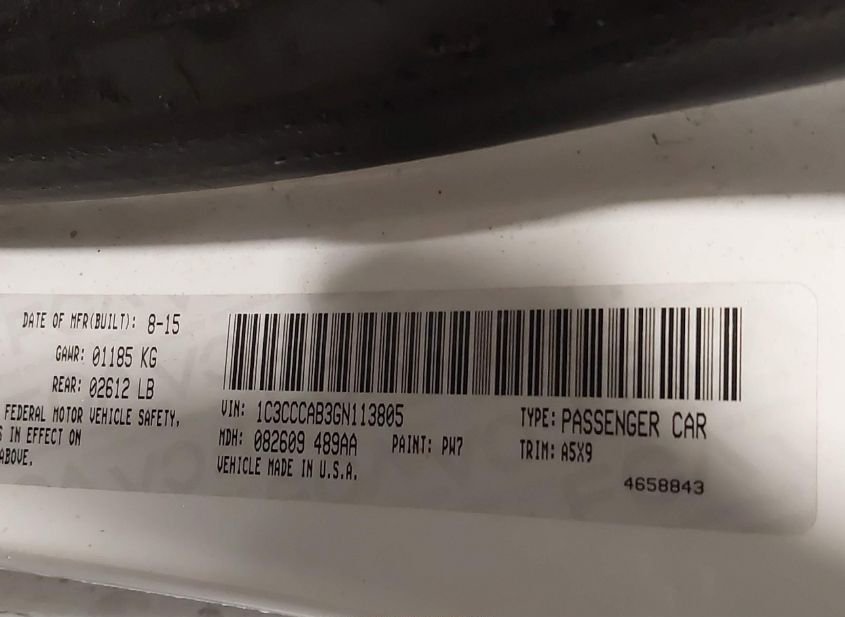 DATE OF MFR(BUILT): 8-15
GAWR: 01185 KG
REAR: 02612 LB
FEDERAL MOTOR VEHICLE SAFETY,
S IN EFFECT ON
ABOVE.
VIN: 1C3CCCAB3GN113805
TYPE: PASSENGER CAR
MDH: 082609 489AA
PAINT: PW7
TRIM: A5X9
VEHICLE MADE IN U.S.A.
4658843